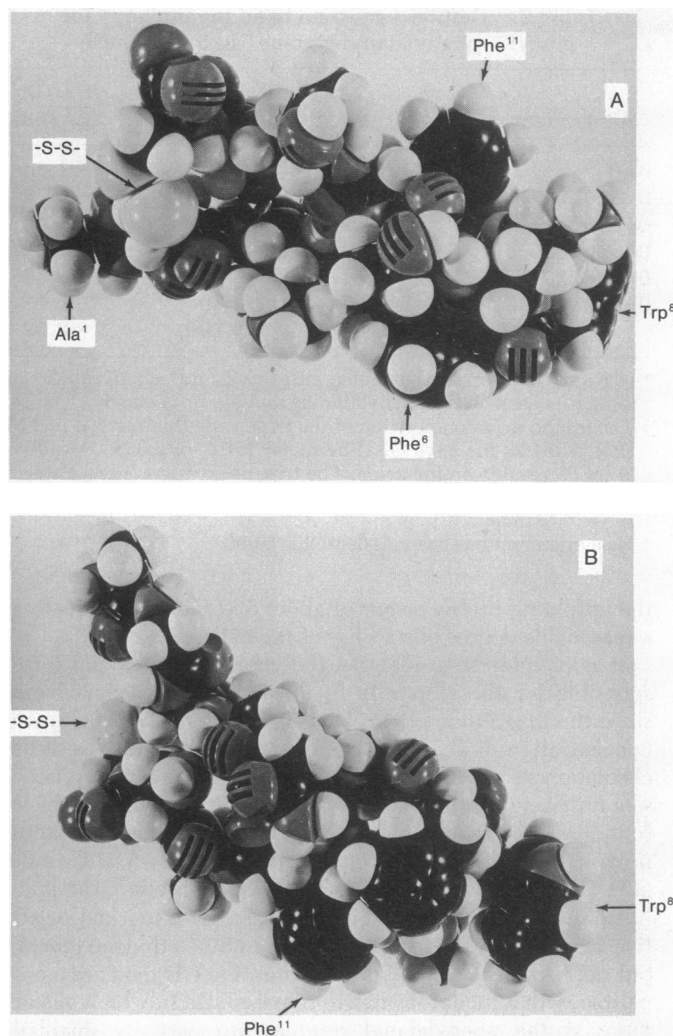 Phe¹¹
A
-S-S-
Ala¹
Trp⁸
Phe⁶
B
-S-S-
Trp⁸
Phe¹¹